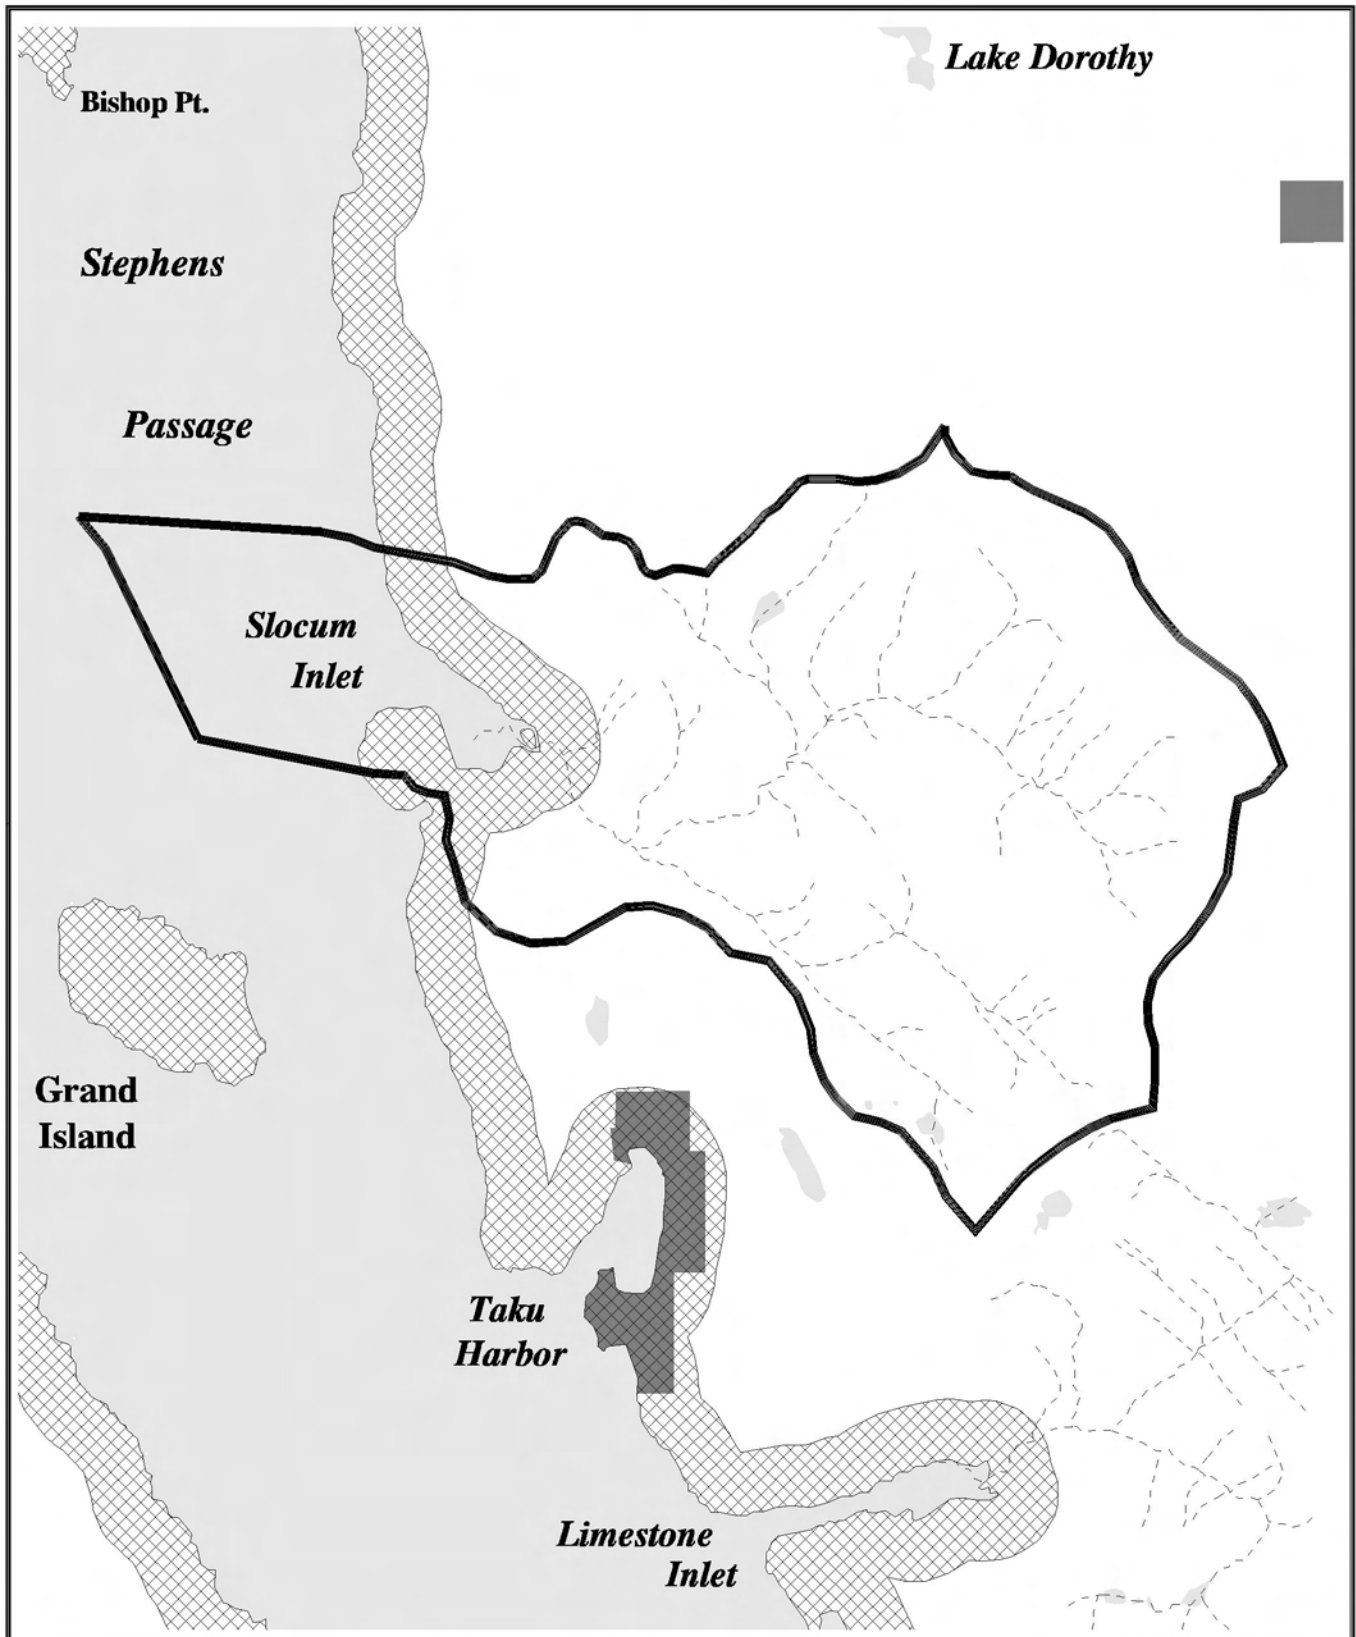 Lake Dorothy
Bishop Pt.
Stephens
Passage
Slocum
Inlet
Grand
Island
Taku
Harbor
Limestone
Inlet